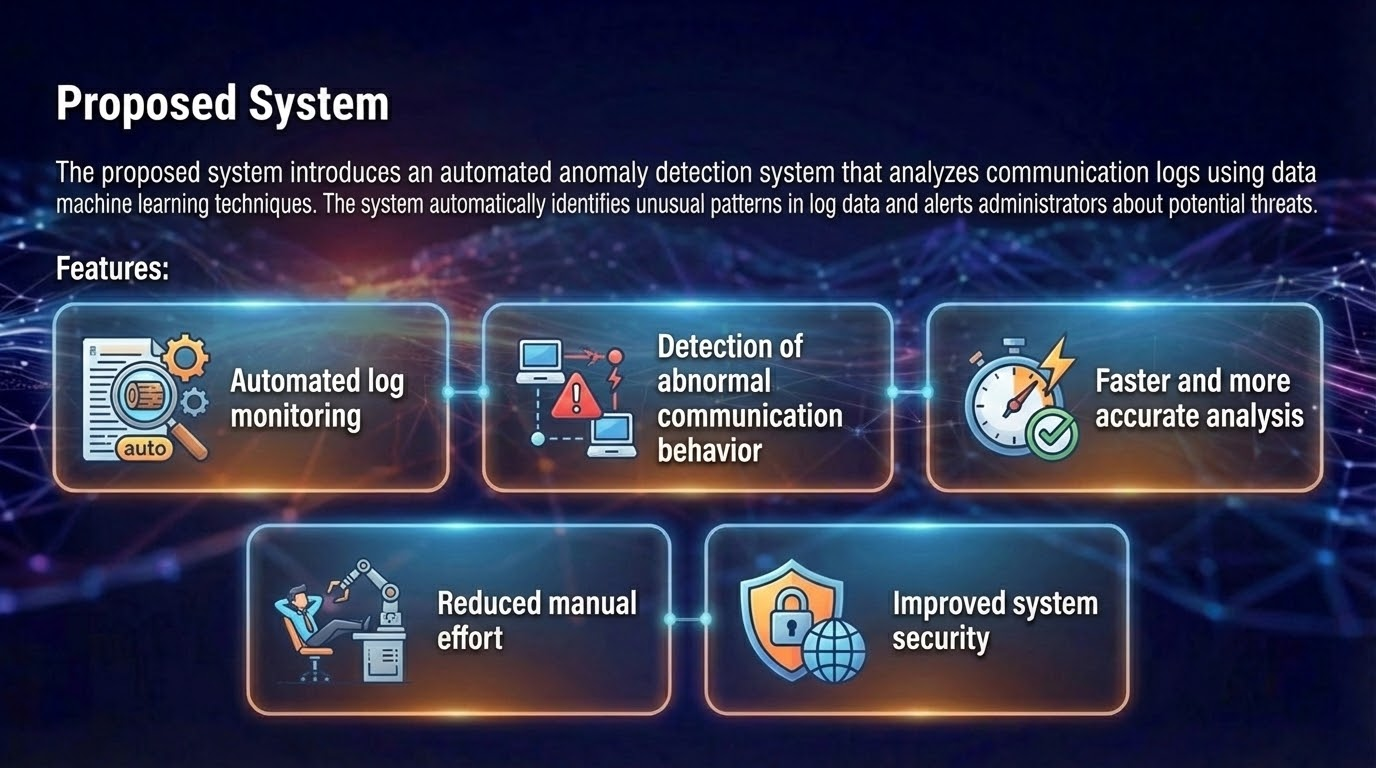 Proposed System
The proposed system introduces an automated anomaly detection system that analyzes communication logs using data
machine learning techniques. The system automatically identifies unusual patterns in log data and alerts administrators about potential threats.
Features:
auto
Automated log
monitoring
Detection of
abnormal
communication
behavior
Faster and more
accurate analysis
Reduced manual
effort
Improved system
security